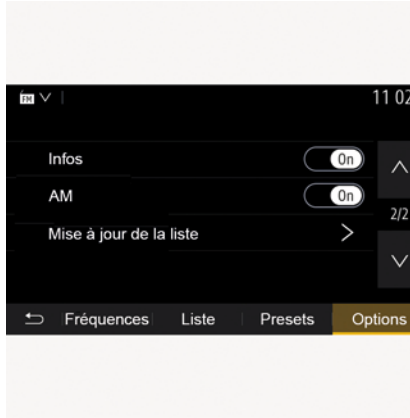 FM 11 02
Infos On
AM On
2/2
Mise à jour de la liste
Fréquences Liste Presets Options